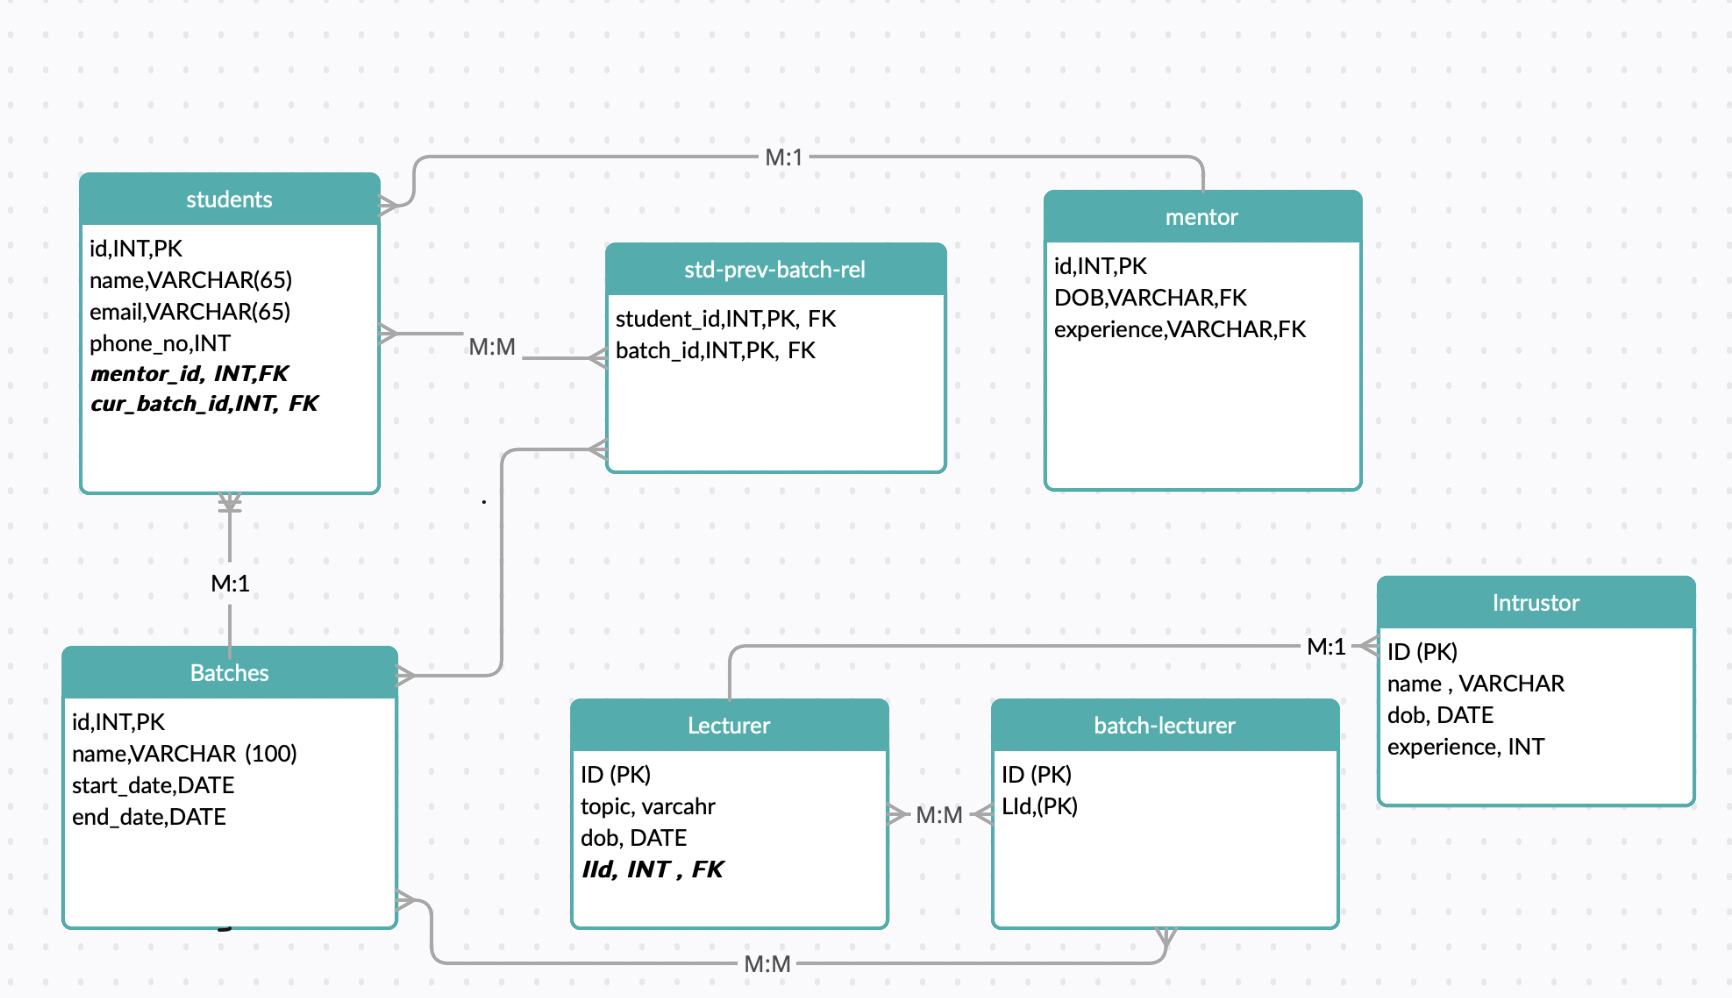 M:1
students
id,INT,PK
name,VARCHAR(65)
email,VARCHAR(65)
phone_no,INT
mentor_id, INT,FK
cur_batch_id,INT, FK
M:M
std-prev-batch-rel
student_id,INT,PK, FK
batch_id,INT,PK, FK
mentor
id,INT,PK
DOB,VARCHAR,FK
experience,VARCHAR,FK
.
M:1
Batches
id,INT,PK
name,VARCHAR (100)
start_date,DATE
end_date,DATE
M:1
Intrustor
ID (PK)
name , VARCHAR
dob, DATE
experience, INT
Lecturer
ID (PK)
topic, varcahr
dob, DATE
IId, INT , FK
M:M
batch-lecturer
ID (PK)
LId,(PK)
M:M